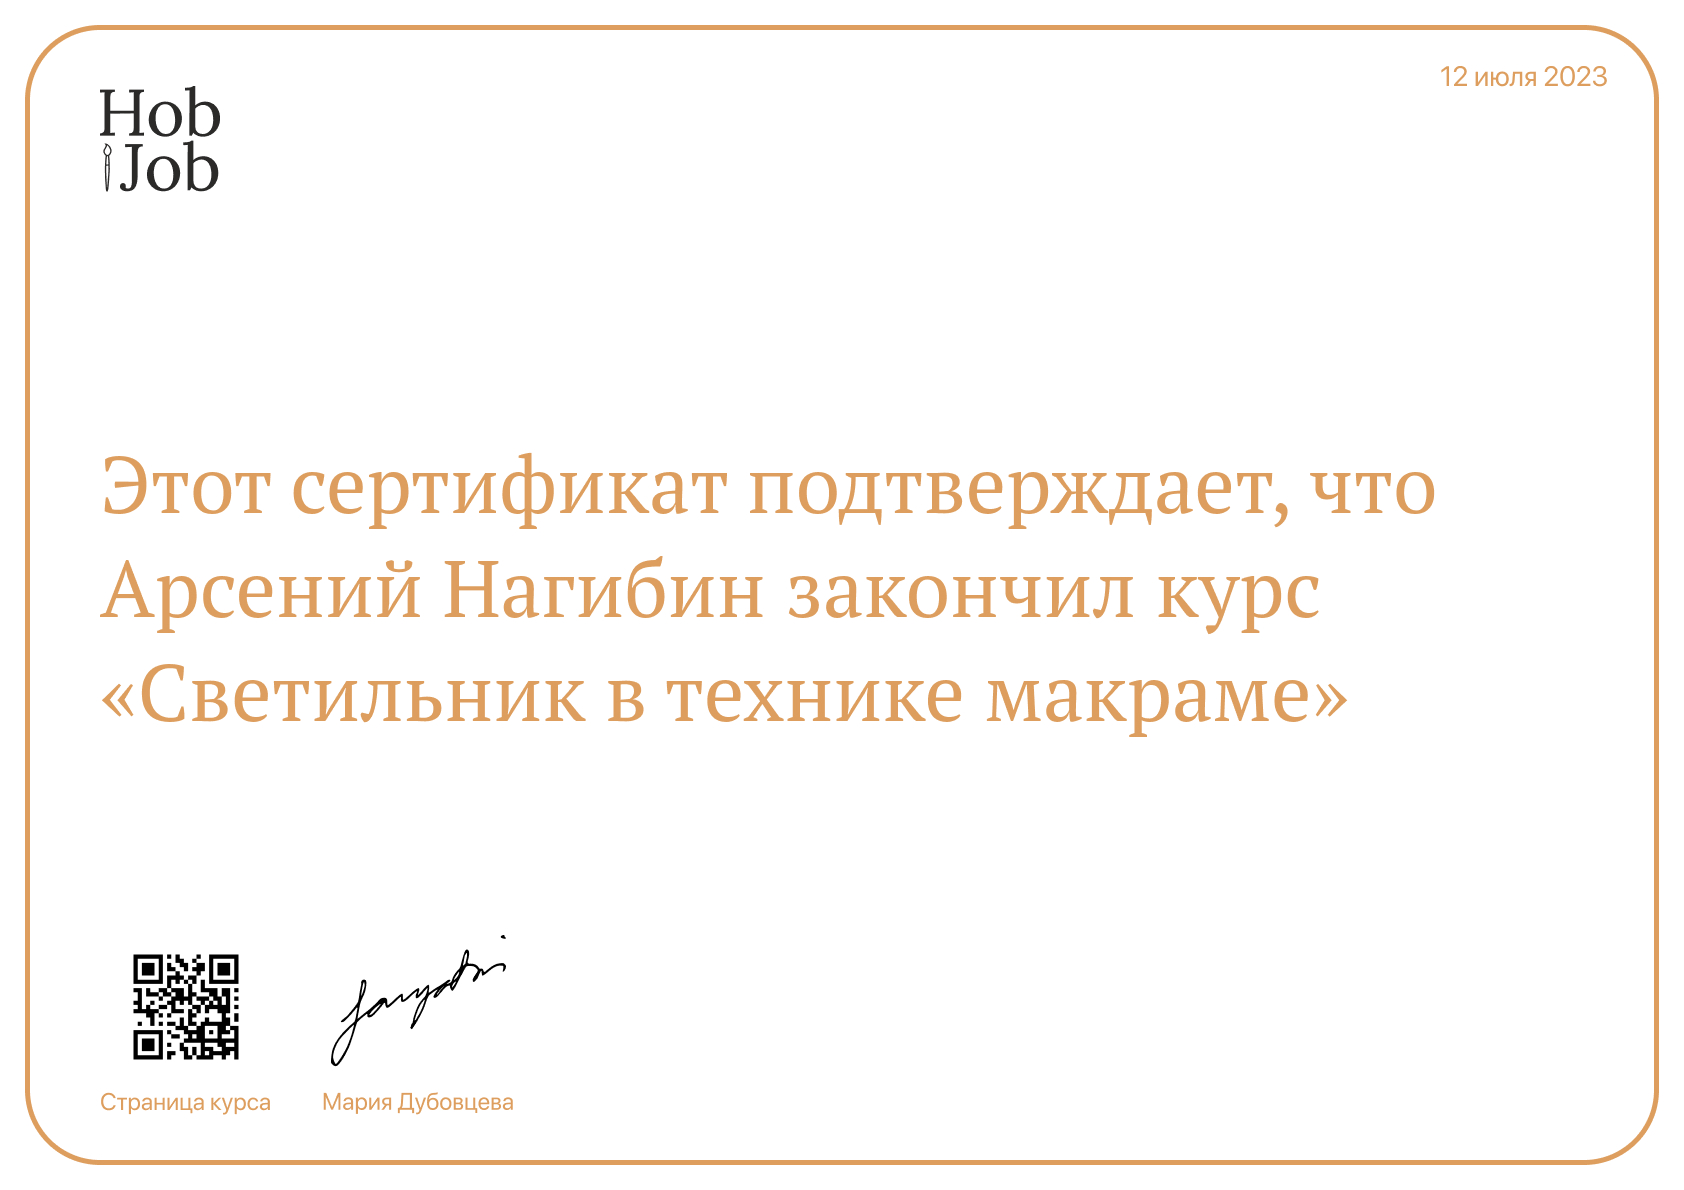 12 июля 2023
Hob
Job
Этот сертификат подтверждает, что
Арсений Нагибин закончил курс
«Светильник в технике макраме»
Страница курса
Мария Дубовцева